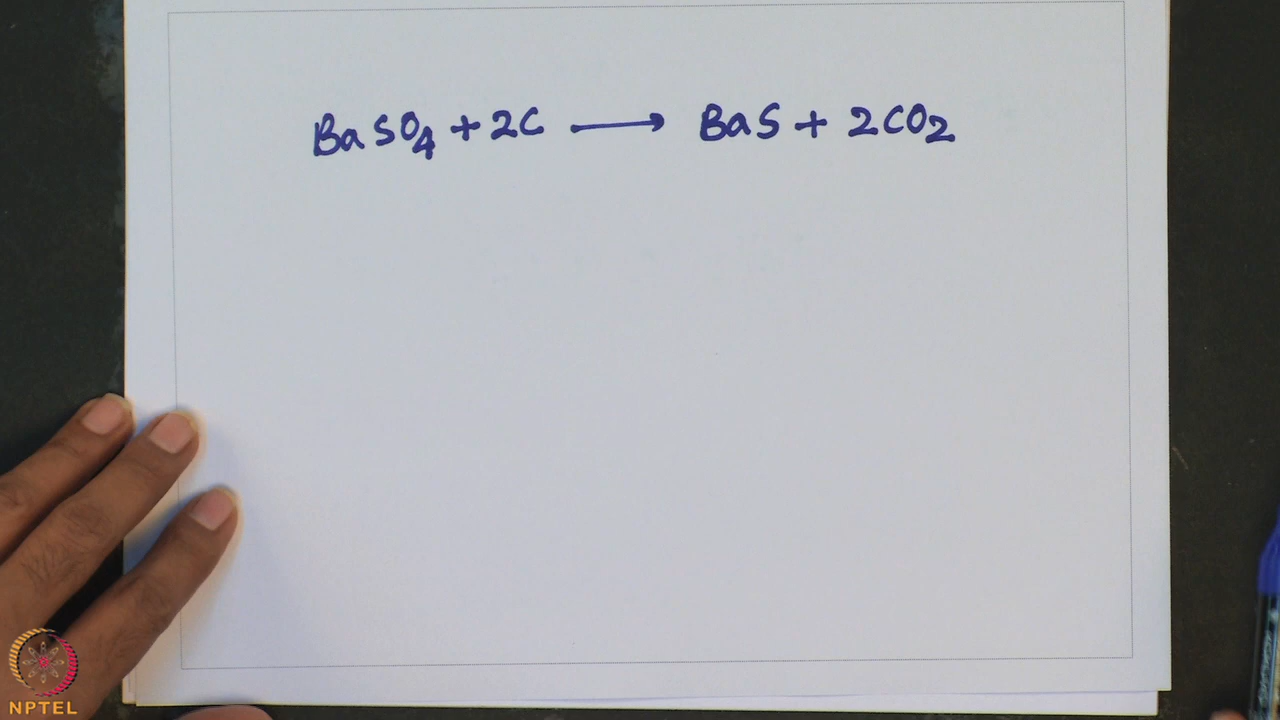 BaSO₄ + 2C ⟶ BaS + 2CO₂
NPTEL